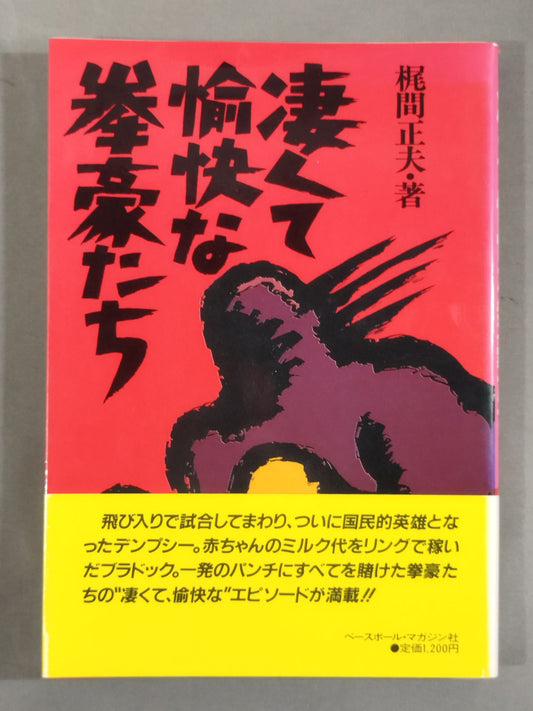 凄くて
愉快な
拳豪たち
梶間正夫・著
飛び入りで試合してまわり、ついに国民的英雄とな
ったデンプシー。赤ちゃんのミルク代をリングで稼い
だブラドック。一発のパンチにすべてを賭けた拳豪た
ちの"凄くて、愉快な"エピソードが満載!!
ベースボール・マガジン社
●定価1,200円